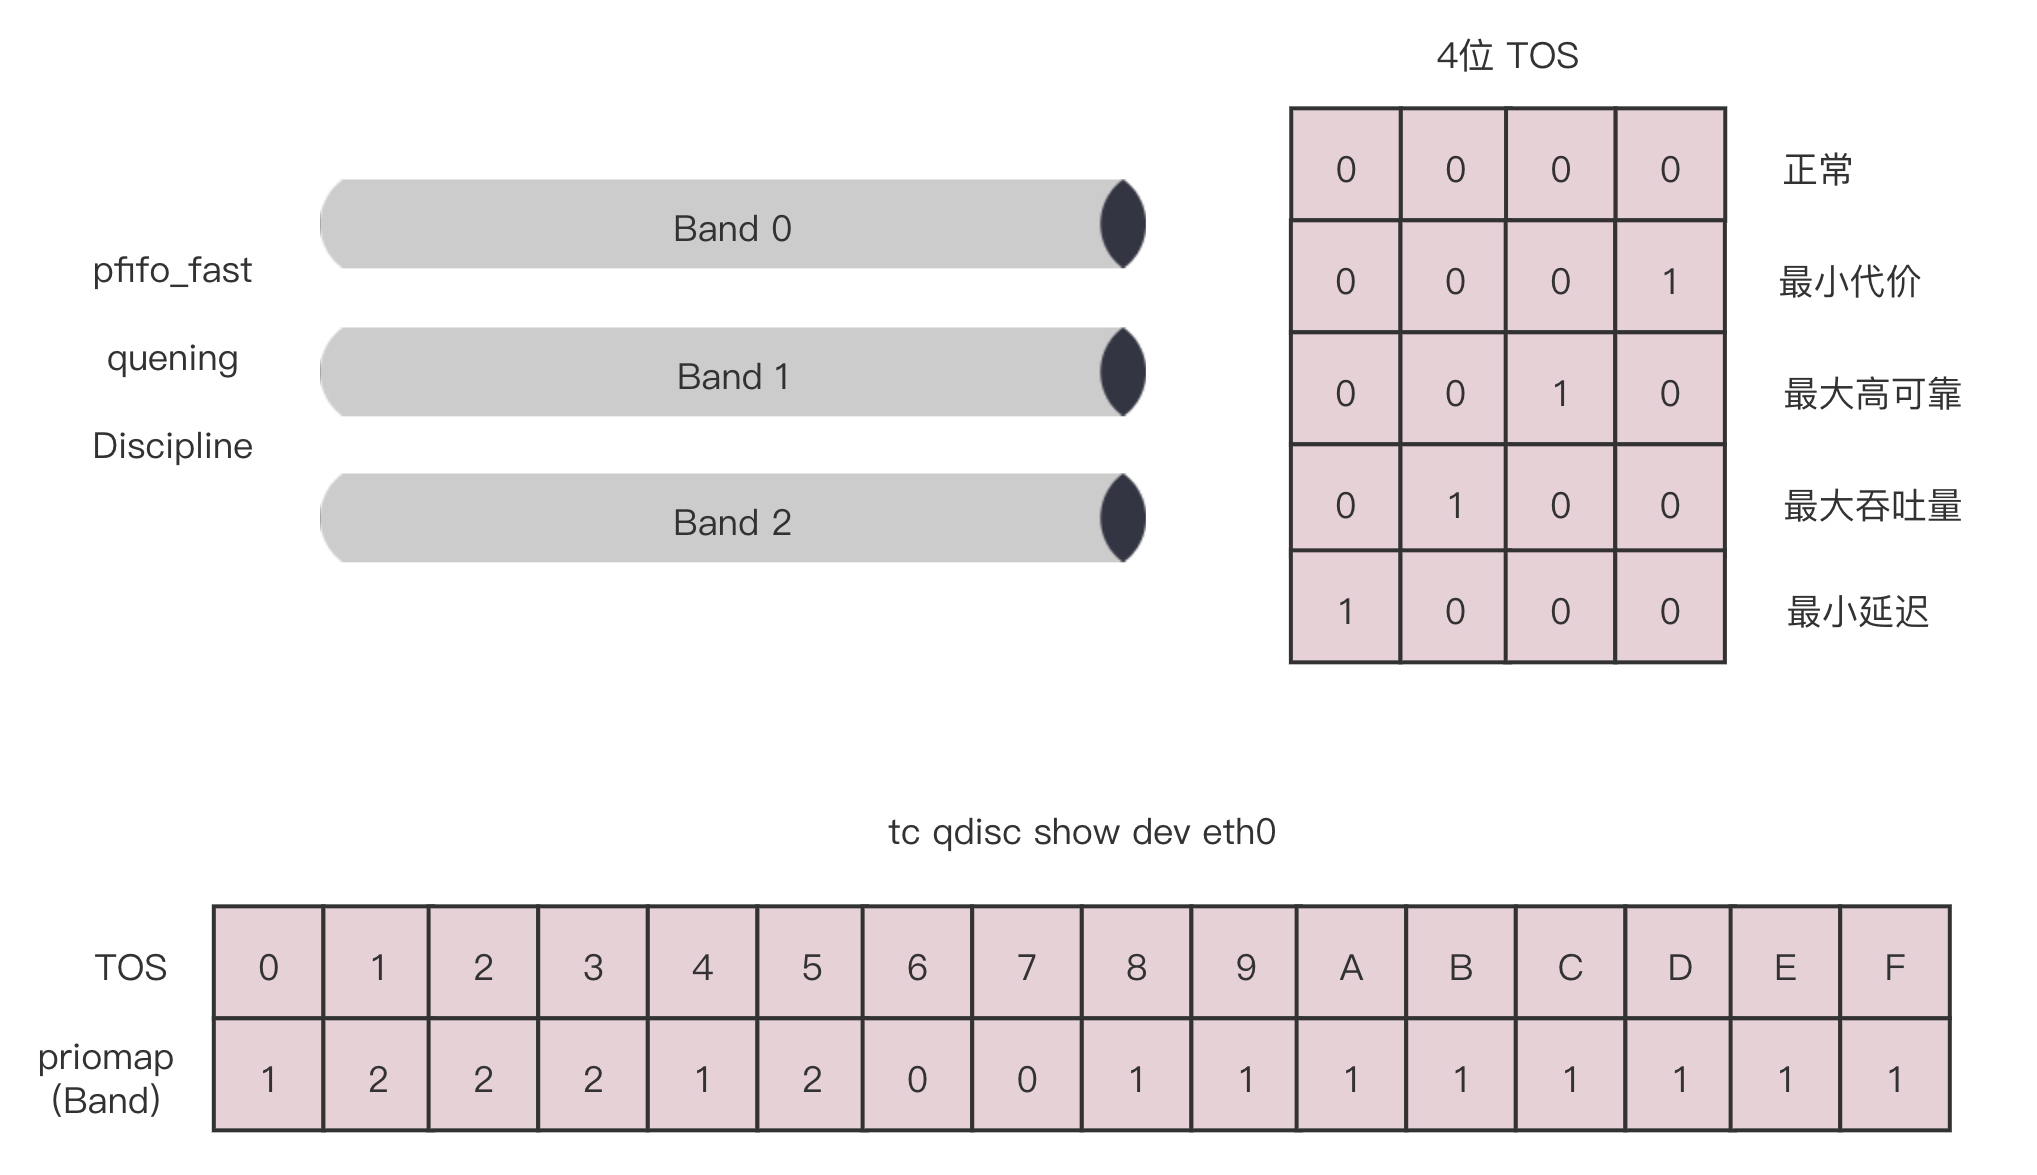 4位 TOS
pfifo_fast
quening
Discipline
Band 0
Band 1
Band 2
0 0 0 0 正常
0 0 0 1 最小代价
0 0 1 0 最大高可靠
0 1 0 0 最大吞吐量
1 0 0 0 最小延迟
tc qdisc show dev eth0
TOS 0 1 2 3 4 5 6 7 8 9 A B C D E F
priomap
(Band) 1 2 2 2 1 2 0 0 1 1 1 1 1 1 1 1